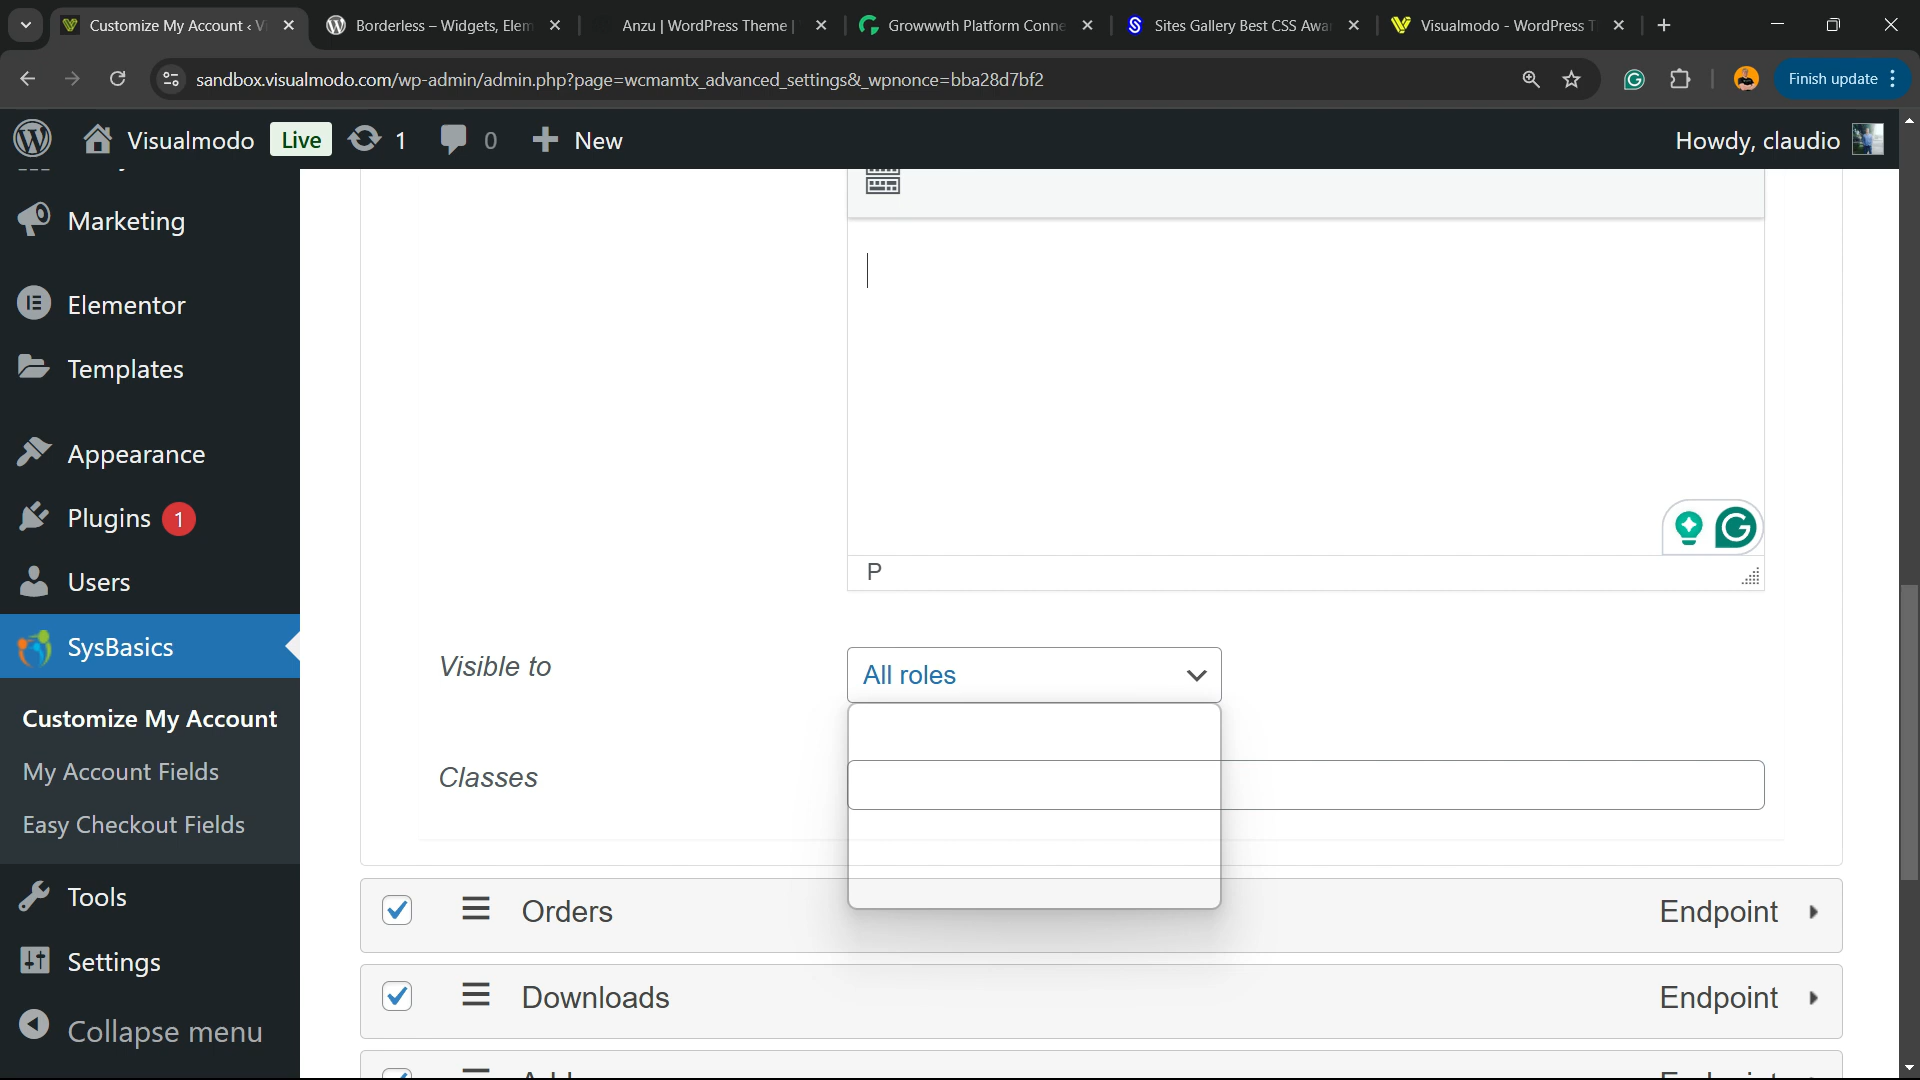 Customize My Account ‹ V
Borderless – Widgets, Elem
Anzu | WordPress Theme |
Growwwth Platform Conne
Sites Gallery Best CSS Awa
Visualmodo - WordPress T
sandbox.visualmodo.com/wp-admin/admin.php?page=wcmamtx_advanced_settings&_wpnonce=bba28d7bf2
Finish update
Visualmodo
Live
1
0
New
Howdy, claudio
Marketing
Elementor
Templates
Appearance
Plugins 1
Users
SysBasics
Customize My Account
My Account Fields
Easy Checkout Fields
Tools
Settings
Collapse menu
P
Visible to
All roles
Classes
Orders
Endpoint
Downloads
Endpoint